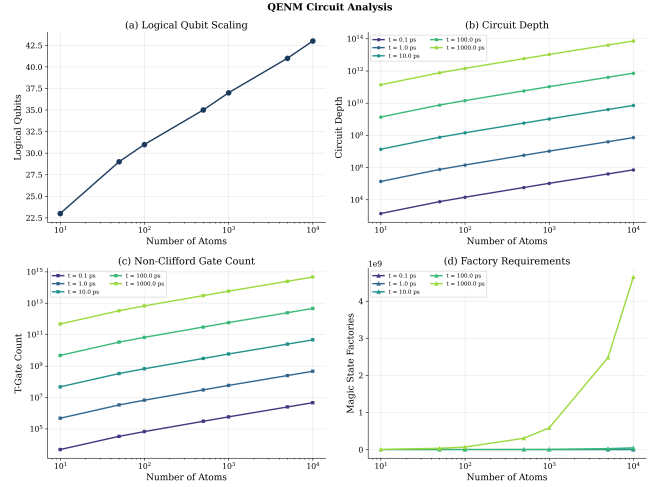 QENM Circuit Analysis
(a) Logical Qubit Scaling
Logical Qubits
42.5
40.0
37.5
35.0
32.5
30.0
27.5
25.0
22.5
10¹ 10² 10³ 10⁴
Number of Atoms
(b) Circuit Depth
Circuit Depth
10¹⁴
10¹²
10¹⁰
10⁸
10⁶
10⁴
t = 0.1 ps
t = 1.0 ps
t = 10.0 ps
t = 100.0 ps
t = 1000.0 ps
10¹ 10² 10³ 10⁴
Number of Atoms
(c) Non-Clifford Gate Count
T-Gate Count
10¹⁵
10¹³
10¹¹
10⁹
10⁷
10⁵
t = 0.1 ps
t = 1.0 ps
t = 10.0 ps
t = 100.0 ps
t = 1000.0 ps
10¹ 10² 10³ 10⁴
Number of Atoms
(d) Factory Requirements
1e9
Magic State Factories
4
3
2
1
0
t = 0.1 ps
t = 1.0 ps
t = 10.0 ps
t = 100.0 ps
t = 1000.0 ps
10¹ 10² 10³ 10⁴
Number of Atoms